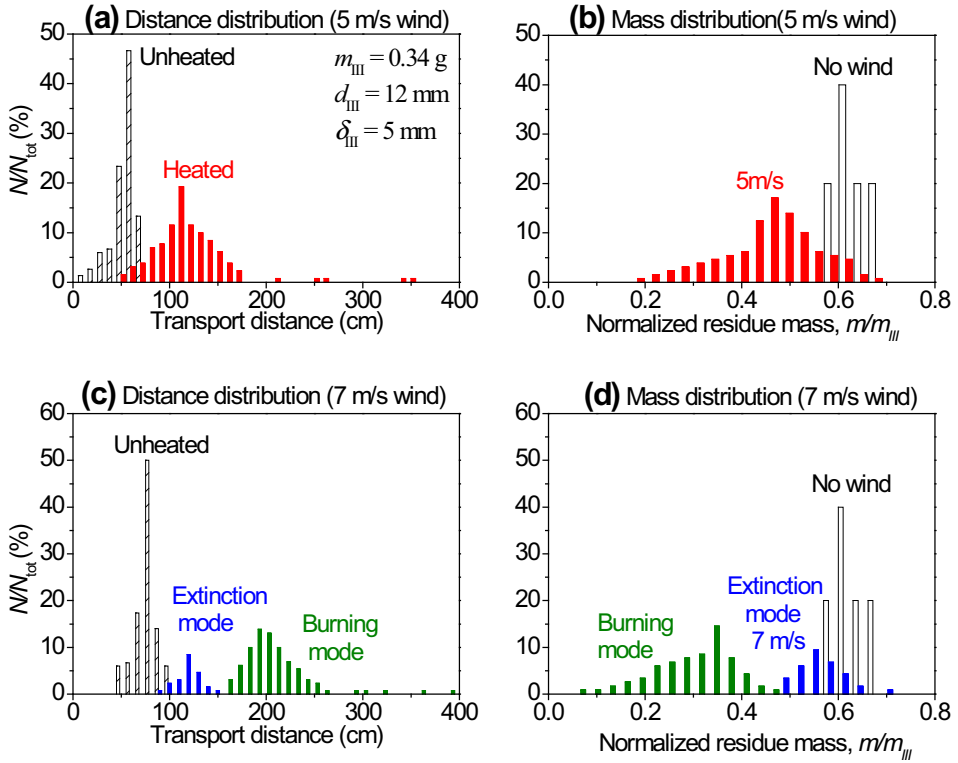 (a) Distance distribution (5 m/s wind)
50
40
30
20
10
0
N/N_tot (%)
Unheated
m_III = 0.34 g
d_III = 12 mm
δ_III = 5 mm
Heated
0 100 200 300 400
Transport distance (cm)
(b) Mass distribution(5 m/s wind)
50
40
30
20
10
0
No wind
5m/s
0.0 0.2 0.4 0.6 0.8
Normalized residue mass, m/m_III
(c) Distance distribution (7 m/s wind)
60
50
40
30
20
10
0
N/N_tot (%)
Unheated
Extinction
mode
Burning
mode
0 100 200 300 400
Transport distance (cm)
(d) Mass distribution (7 m/s wind)
60
50
40
30
20
10
0
No wind
Extinction
mode
7 m/s
Burning
mode
0.0 0.2 0.4 0.6 0.8
Normalized residue mass, m/m_III